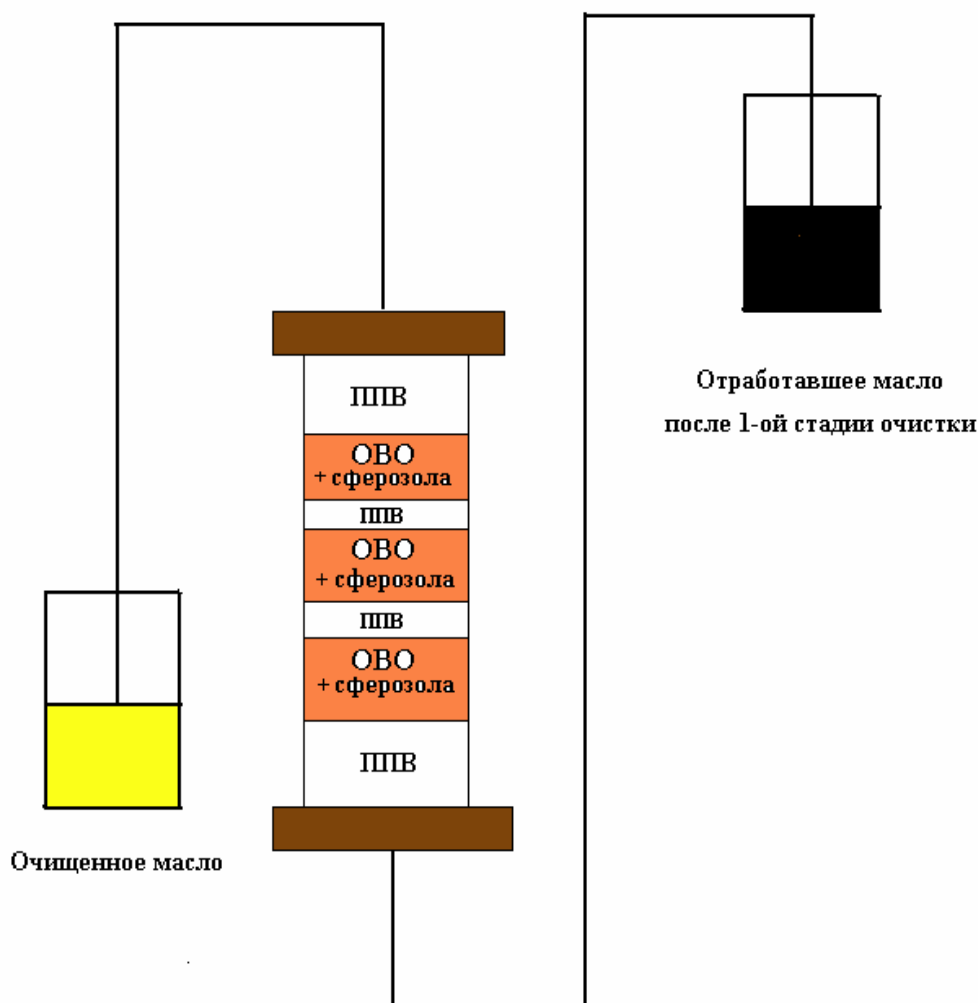 Отработавшее масло
после 1-ой стадии очистки
ППВ
ОВО
+ сферозола
ППВ
ОВО
+ сферозола
ППВ
ОВО
+ сферозола
ППВ
Очищенное масло